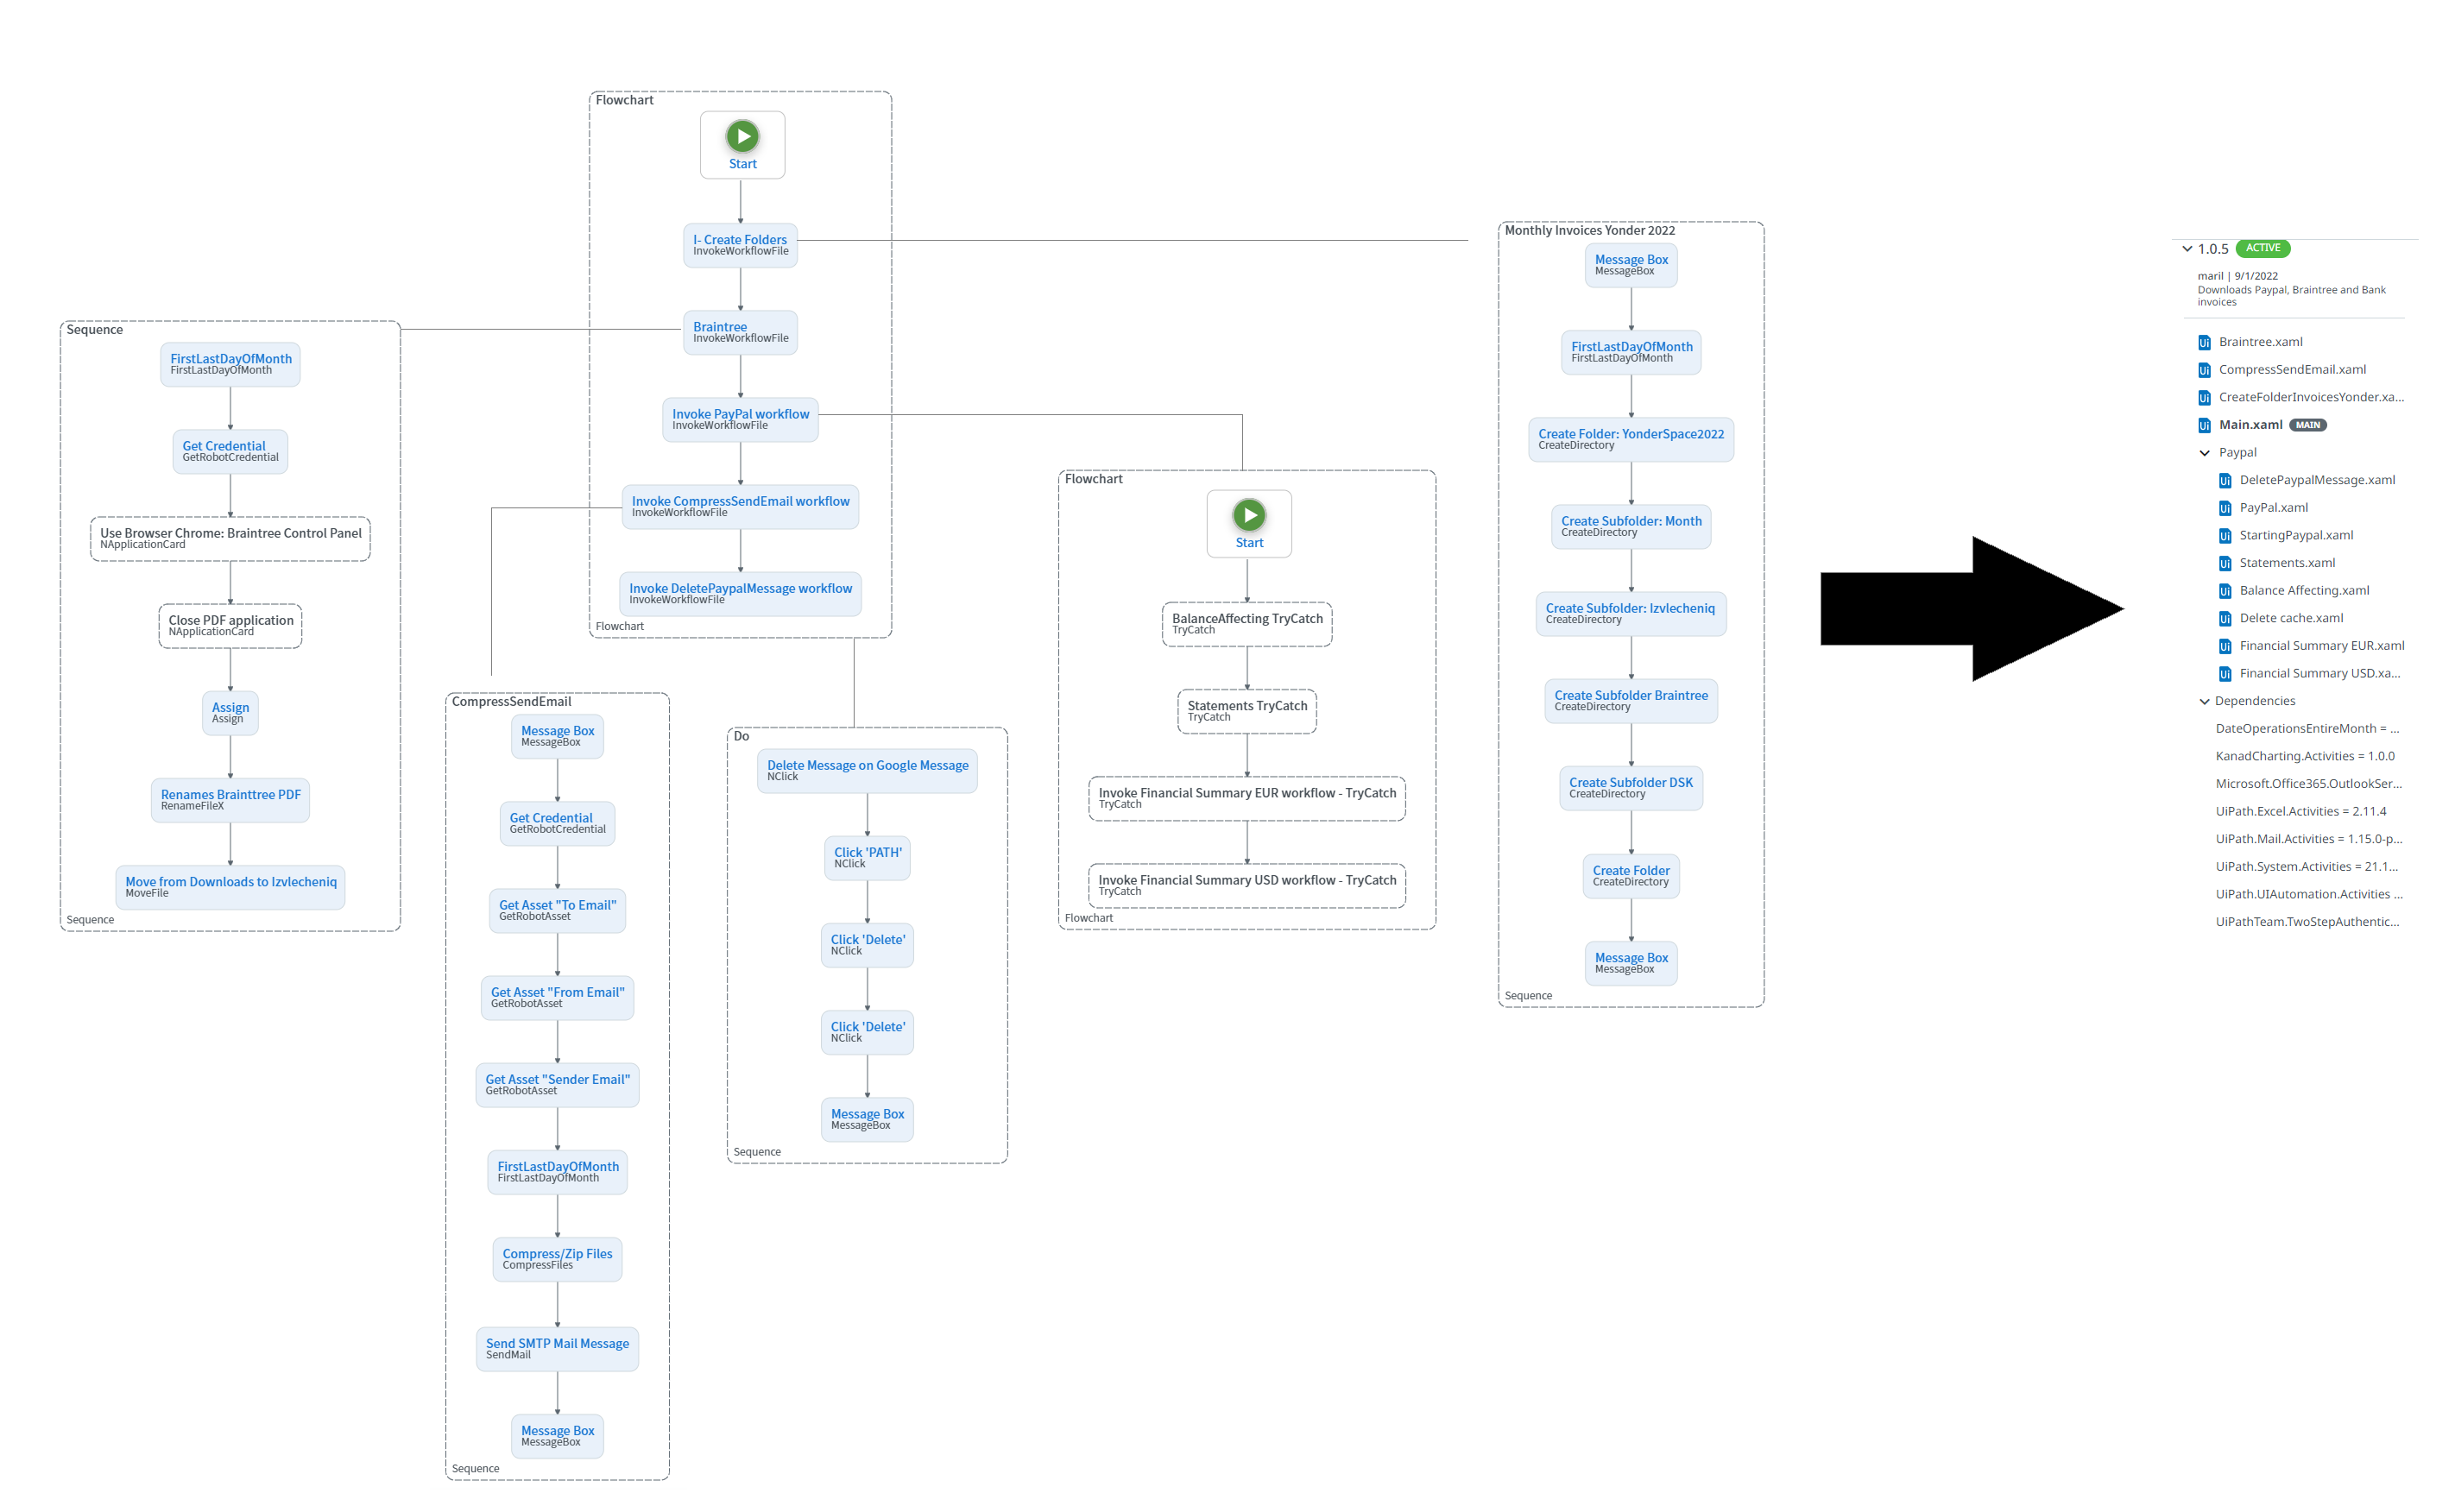 Flowchart
Start
I- Create Folders
InvokeWorkflowFile
Braintree
InvokeWorkflowFile
Invoke PayPal workflow
InvokeWorkflowFile
Invoke CompressSendEmail workflow
InvokeWorkflowFile
Invoke DeletePaypalMessage workflow
InvokeWorkflowFile
Flowchart
Sequence
FirstLastDayOfMonth
FirstLastDayOfMonth
Get Credential
GetRobotCredential
Use Browser Chrome: Braintree Control Panel
NApplicationCard
Close PDF application
NApplicationCard
Assign
Assign
Renames Brainttree PDF
RenameFileX
Move from Downloads to Izvlecheniq
MoveFile
Sequence
CompressSendEmail
Message Box
MessageBox
Get Credential
GetRobotCredential
Get Asset "To Email"
GetRobotAsset
Get Asset "From Email"
GetRobotAsset
Get Asset "Sender Email"
GetRobotAsset
FirstLastDayOfMonth
FirstLastDayOfMonth
Compress/Zip Files
CompressFiles
Send SMTP Mail Message
SendMail
Message Box
MessageBox
Sequence
Do
Delete Message on Google Message
NClick
Click 'PATH'
NClick
Click 'Delete'
NClick
Click 'Delete'
NClick
Message Box
MessageBox
Sequence
Flowchart
Start
BalanceAffecting TryCatch
TryCatch
Statements TryCatch
TryCatch
Invoke Financial Summary EUR workflow - TryCatch
TryCatch
Invoke Financial Summary USD workflow - TryCatch
TryCatch
Flowchart
Monthly Invoices Yonder 2022
Message Box
MessageBox
FirstLastDayOfMonth
FirstLastDayOfMonth
Create Folder: YonderSpace2022
CreateDirectory
Create Subfolder: Month
CreateDirectory
Create Subfolder: Izvlecheniq
CreateDirectory
Create Subfolder Braintree
CreateDirectory
Create Subfolder DSK
CreateDirectory
Create Folder
CreateDirectory
Message Box
MessageBox
Sequence
1.0.5 ACTIVE
maril | 9/1/2022
Downloads Paypal, Braintree and Bank
invoices
Ui Braintree.xaml
Ui CompressSendEmail.xaml
Ui CreateFolderInvoicesYonder.xa...
Ui Main.xaml MAIN
Paypal
Ui DeletePaypalMessage.xaml
Ui PayPal.xaml
Ui StartingPaypal.xaml
Ui Statements.xaml
Ui Balance Affecting.xaml
Ui Delete cache.xaml
Ui Financial Summary EUR.xaml
Ui Financial Summary USD.xa...
Dependencies
DateOperationsEntireMonth = ...
KanadCharting.Activities = 1.0.0
Microsoft.Office365.OutlookSer...
UiPath.Excel.Activities = 2.11.4
UiPath.Mail.Activities = 1.15.0-p...
UiPath.System.Activities = 21.1...
UiPath.UIAutomation.Activities ...
UiPathTeam.TwoStepAuthentic...